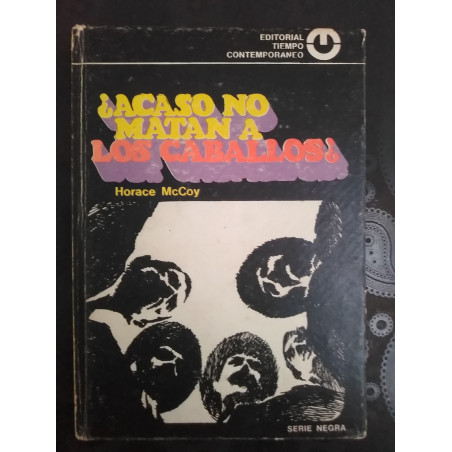 EDITORIAL
TIEMPO
CONTEMPORANEO
¿ACASO NO
MATAN A
LOS CABALLOS¿
Horace McCoy
SERIE NEGRA